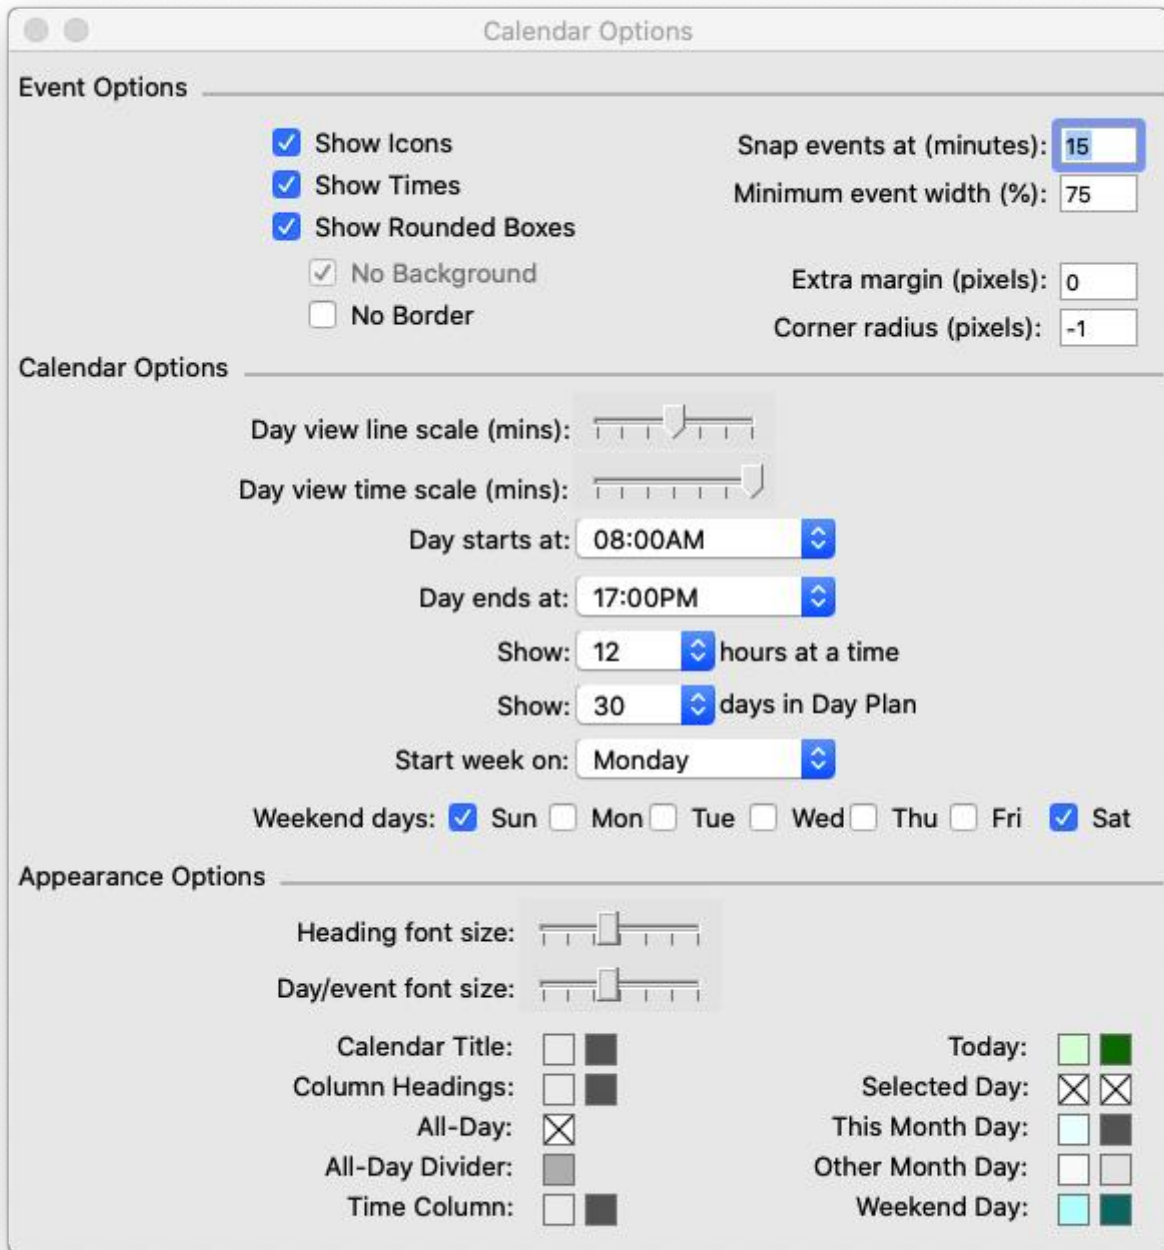 Calendar Options
Event Options
Show Icons
Snap events at (minutes): 15
Show Times
Minimum event width (%): 75
Show Rounded Boxes
No Background
Extra margin (pixels): 0
No Border
Corner radius (pixels): -1
Calendar Options
Day view line scale (mins):
Day view time scale (mins):
Day starts at: 08:00AM
Day ends at: 17:00PM
Show: 12 hours at a time
Show: 30 days in Day Plan
Start week on: Monday
Weekend days: Sun Mon Tue Wed Thu Fri Sat
Appearance Options
Heading font size:
Day/event font size:
Calendar Title: Today:
Column Headings: Selected Day:
All-Day: This Month Day:
All-Day Divider: Other Month Day:
Time Column: Weekend Day: